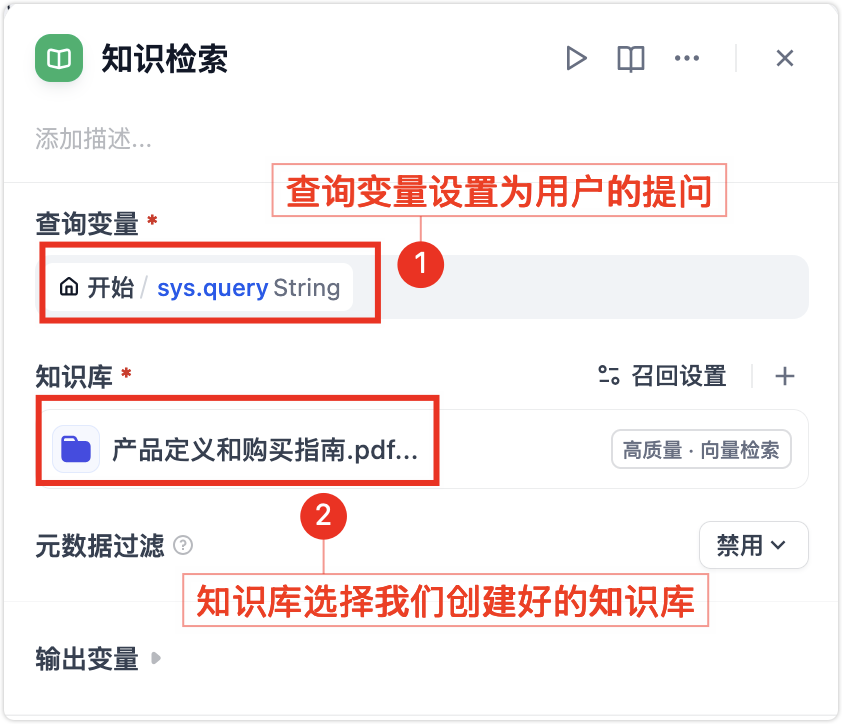 知识检索
添加描述...
查询变量设置为用户的提问
查询变量 *
1
开始 / sys.query String
知识库 *
召回设置
产品定义和购买指南.pdf...
高质量 · 向量检索
2
元数据过滤 ?
禁用
知识库选择我们创建好的知识库
输出变量